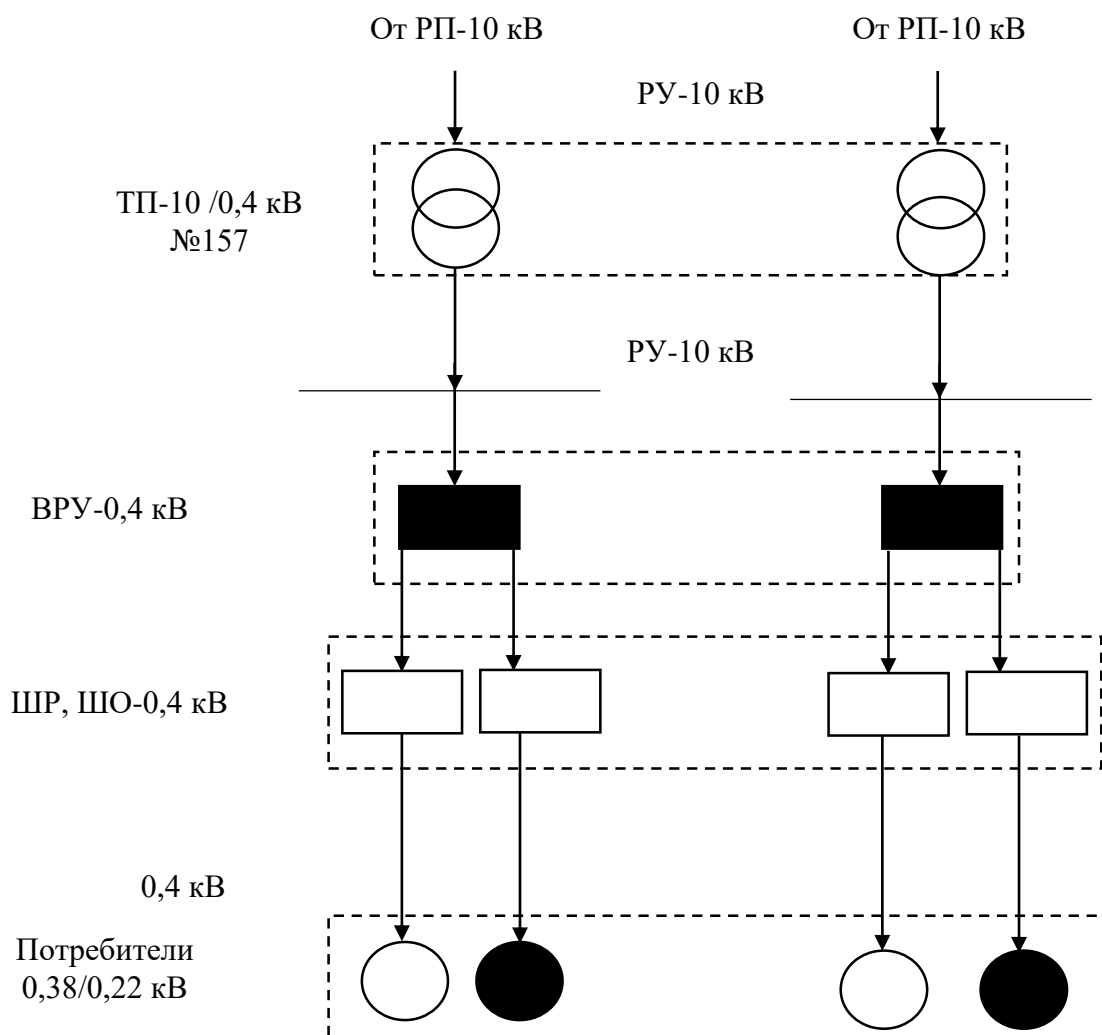 От РП-10 кВ
От РП-10 кВ
РУ-10 кВ
ТП-10 /0,4 кВ
№157
РУ-10 кВ
ВРУ-0,4 кВ
ШР, ШО-0,4 кВ
0,4 кВ
Потребители
0,38/0,22 кВ